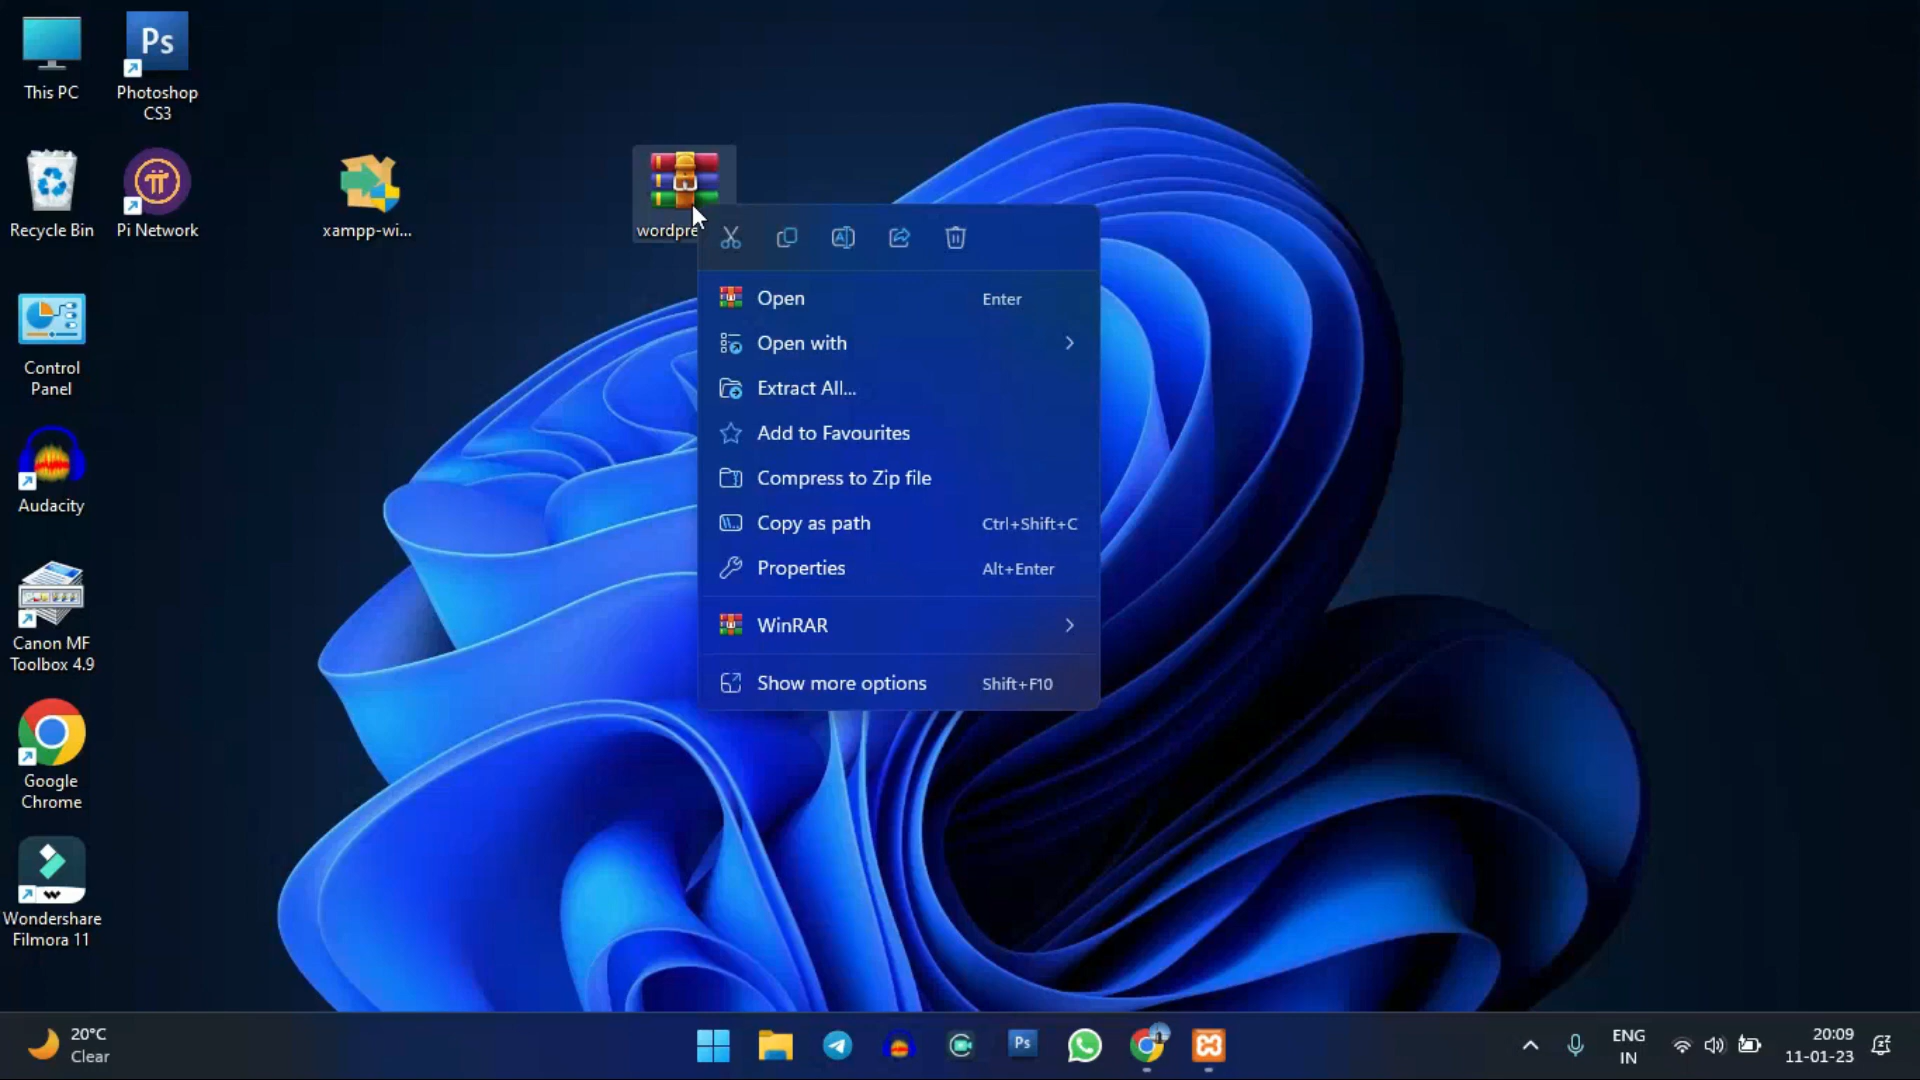 This PC
Ps
Photoshop
CS3
Recycle Bin
Pi Network
xampp-wi...
wordpre
Control
Panel
Audacity
Canon MF
Toolbox 4.9
Google
Chrome
Wondershare
Filmora 11
Open
Enter
Open with
Extract All...
Add to Favourites
Compress to Zip file
Copy as path
Ctrl+Shift+C
Properties
Alt+Enter
WinRAR
Show more options
Shift+F10
20°C
Clear
Ps
ENG
IN
20:09
11-01-23